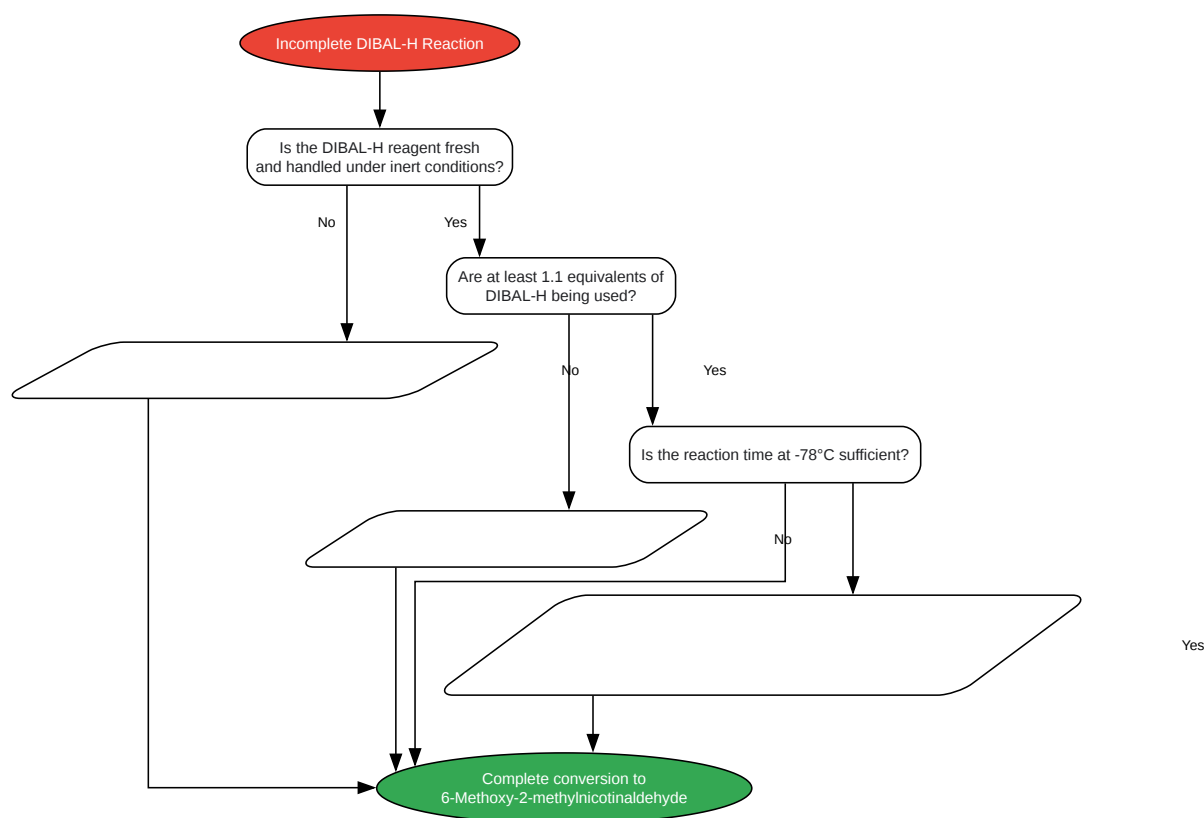 Incomplete DIBAL-H Reaction
Is the DIBAL-H reagent fresh
and handled under inert conditions?
No
Yes
Are at least 1.1 equivalents of
DIBAL-H being used?
No
Yes
Is the reaction time at -78°C sufficient?
No
Yes
Complete conversion to
6-Methoxy-2-methylnicotinaldehyde